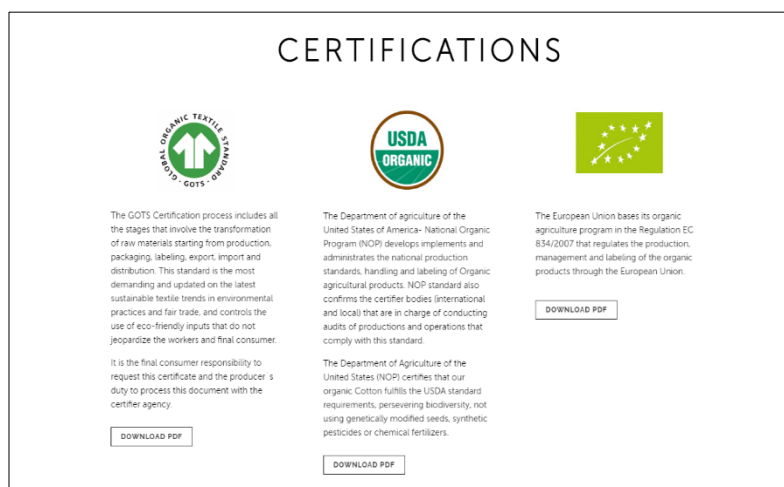 CERTIFICATIONS
GLOBAL ORGANIC TEXTILE STANDARD · GOTS ·
The GOTS Certification process includes all
the stages that involve the transformation
of raw materials starting from production,
packaging, labeling, export, import and
distribution. This standard is the most
demanding and updated on the latest
sustainable textile trends in environmental
practices and fair trade, and controls the
use of eco-friendly inputs that do not
jeopardize the workers and final consumer.
It is the final consumer responsibility to
request this certificate and the producer´s
duty to process this document with the
certifier agency.
DOWNLOAD PDF
USDA
ORGANIC
The Department of agriculture of the
United States of America- National Organic
Program (NOP) develops implements and
administrates the national production
standards, handling and labeling of Organic
agricultural products. NOP standard also
confirms the certifier bodies (international
and local) that are in charge of conducting
audits of productions and operations that
comply with this standard.
The Department of Agriculture of the
United States (NOP) certifies that our
organic Cotton fulfills the USDA standard
requirements, persevering biodiversity, not
using genetically modified seeds, synthetic
pesticides or chemical fertilizers.
DOWNLOAD PDF
The European Union bases its organic
agriculture program in the Regulation EC
834/2007 that regulates the production,
management and labeling of the organic
products through the European Union.
DOWNLOAD PDF